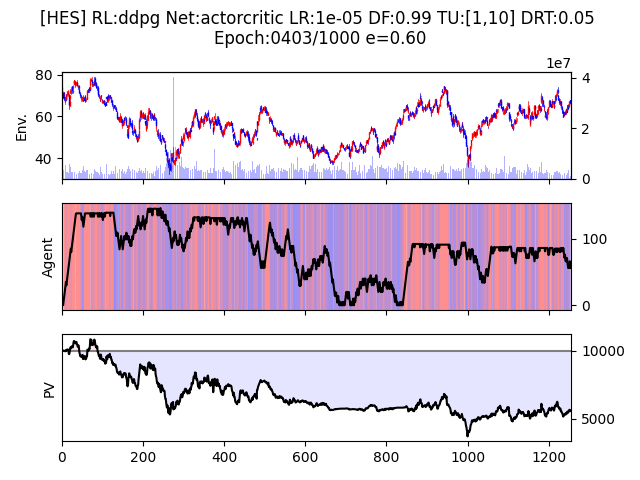 [HES] RL:ddpg Net:actorcritic LR:1e-05 DF:0.99 TU:[1,10] DRT:0.05
Epoch:0403/1000 e=0.60
1e7
80
60
40
Env.
4
2
0
Agent
100
0
PV
10000
5000
0
200
400
600
800
1000
1200